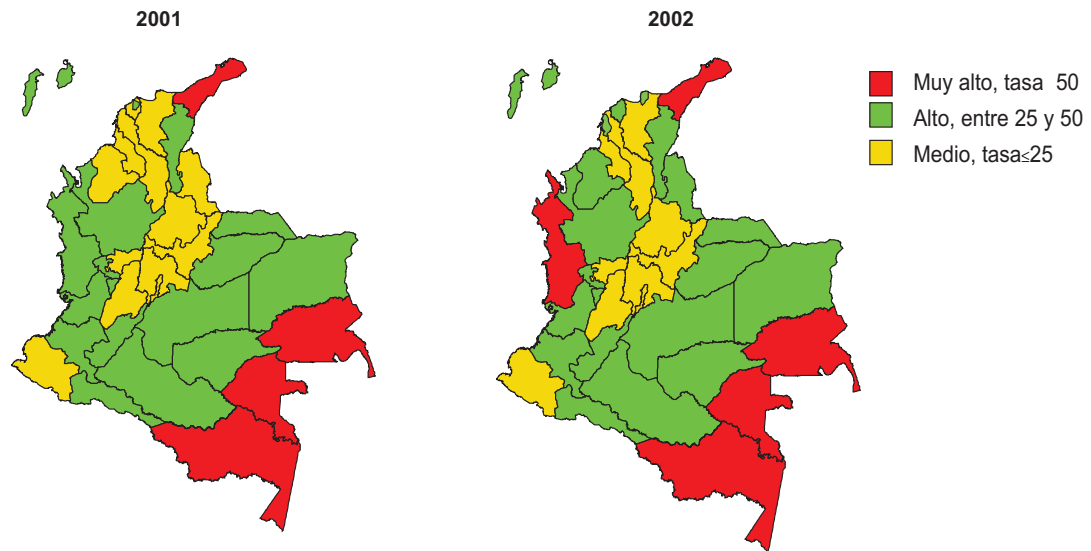 2001
2002
Muy alto, tasa 50
Alto, entre 25 y 50
Medio, tasa≤25